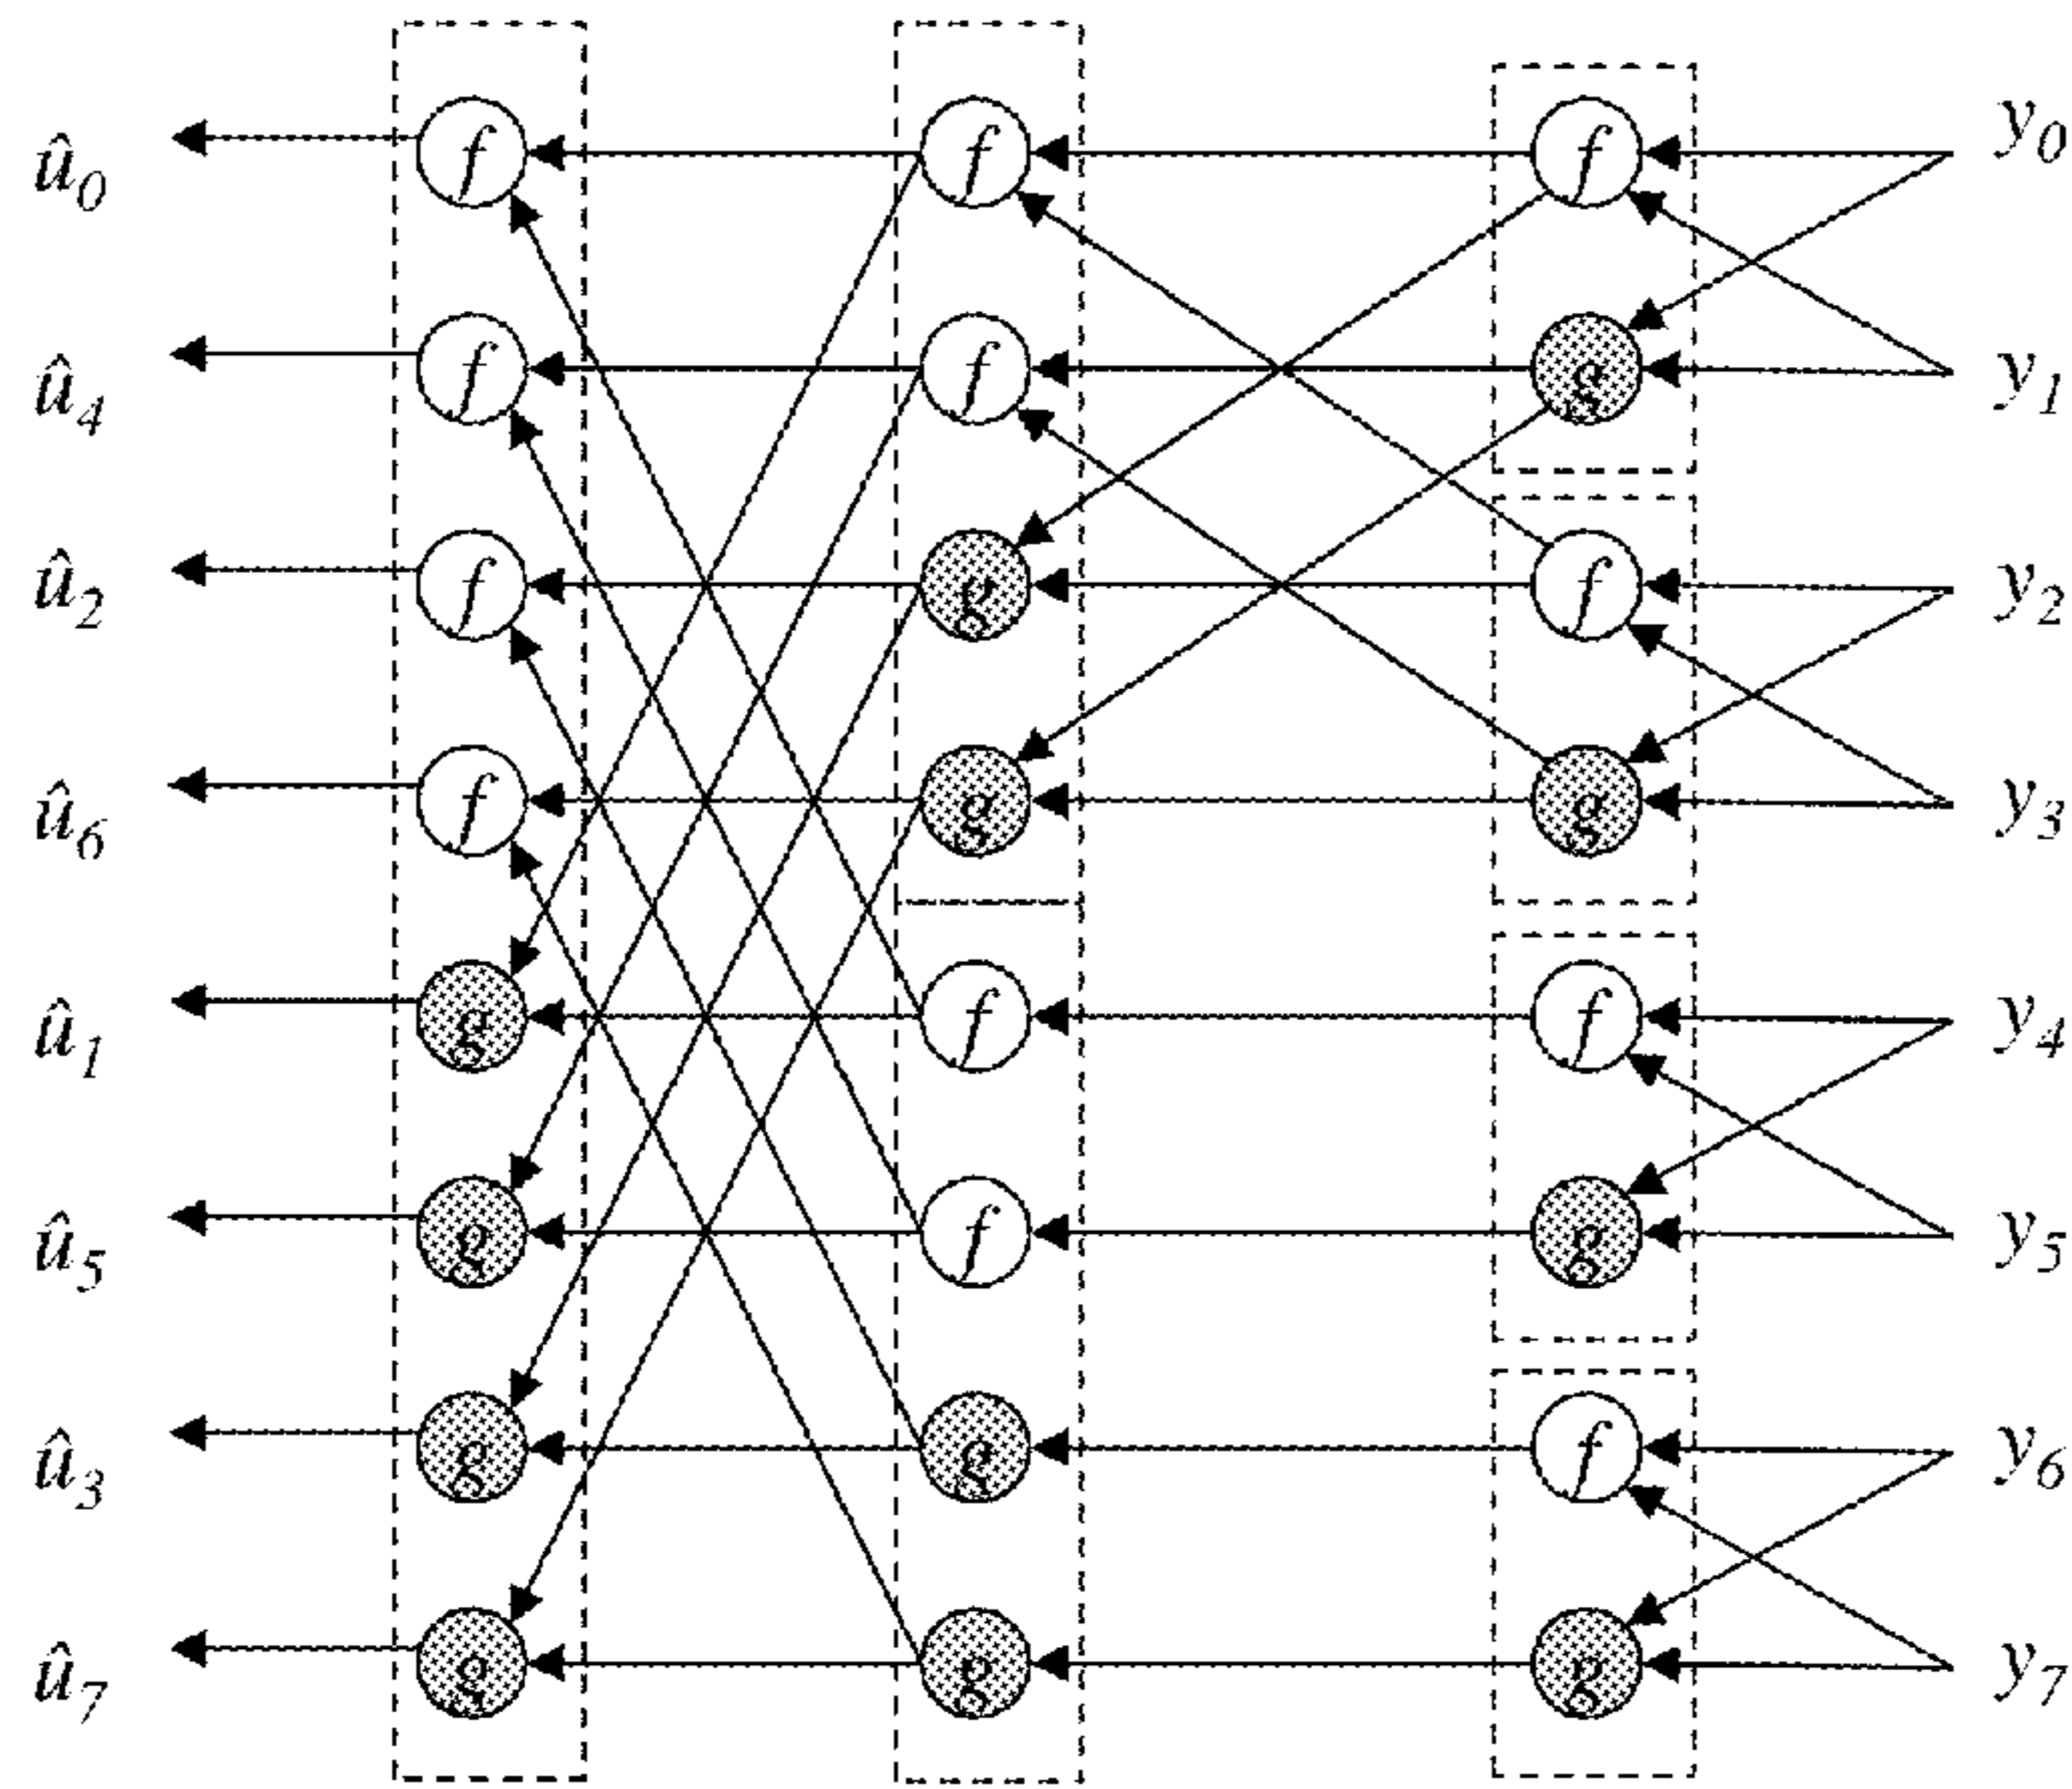 û₀ f f f y₀
û₄ f f g y₁
û₂ f g f y₂
û₆ f g g y₃
û₁ g f f y₄
û₅ g f g y₅
û₃ g g f y₆
û₇ g g g y₇